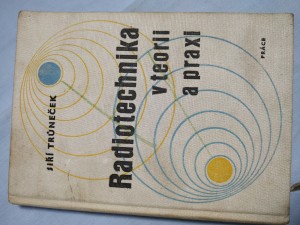 JIŘÍ TRŮNEČEK
Radiotechnika
v teorii
a praxi
PRÁCE